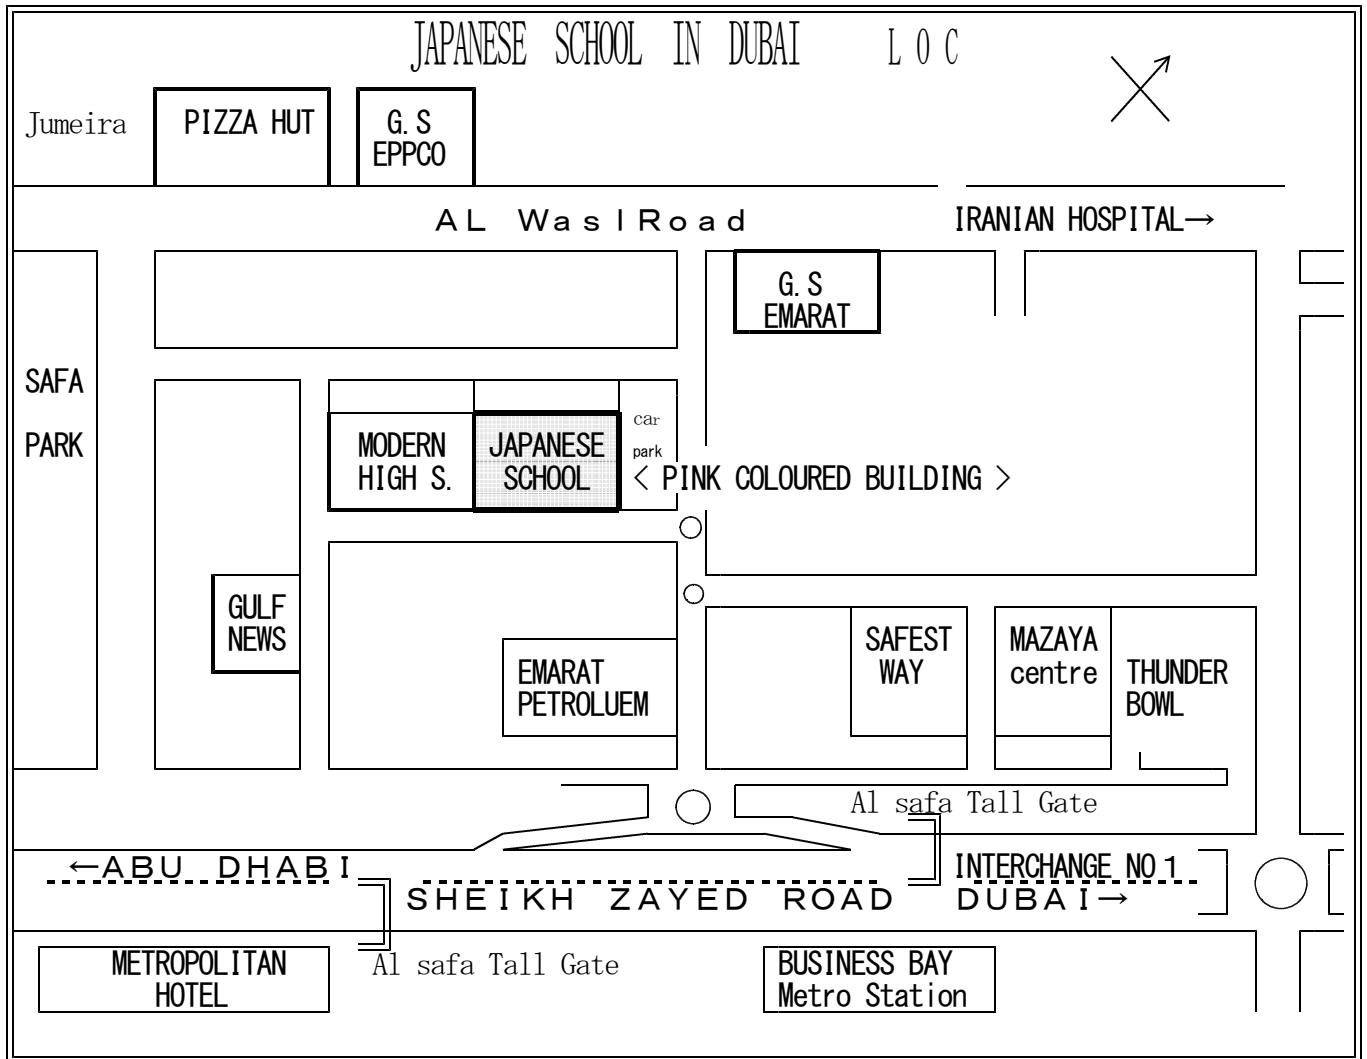 JAPANESE SCHOOL IN DUBAI LOC
Jumeira
PIZZA HUT
G.S
EPPCO
AL WaslRoad
IRANIAN HOSPITAL→
G.S
EMARAT
SAFA
PARK
MODERN
HIGH S.
JAPANESE
SCHOOL
car
park
< PINK COLOURED BUILDING >
GULF
NEWS
EMARAT
PETROLUEM
SAFEST
WAY
MAZAYA
centre
THUNDER
BOWL
Al safa Tall Gate
←ABU DHABI
SHEIKH ZAYED ROAD
INTERCHANGE NO1
DUBAI→
METROPOLITAN
HOTEL
Al safa Tall Gate
BUSINESS BAY
Metro Station